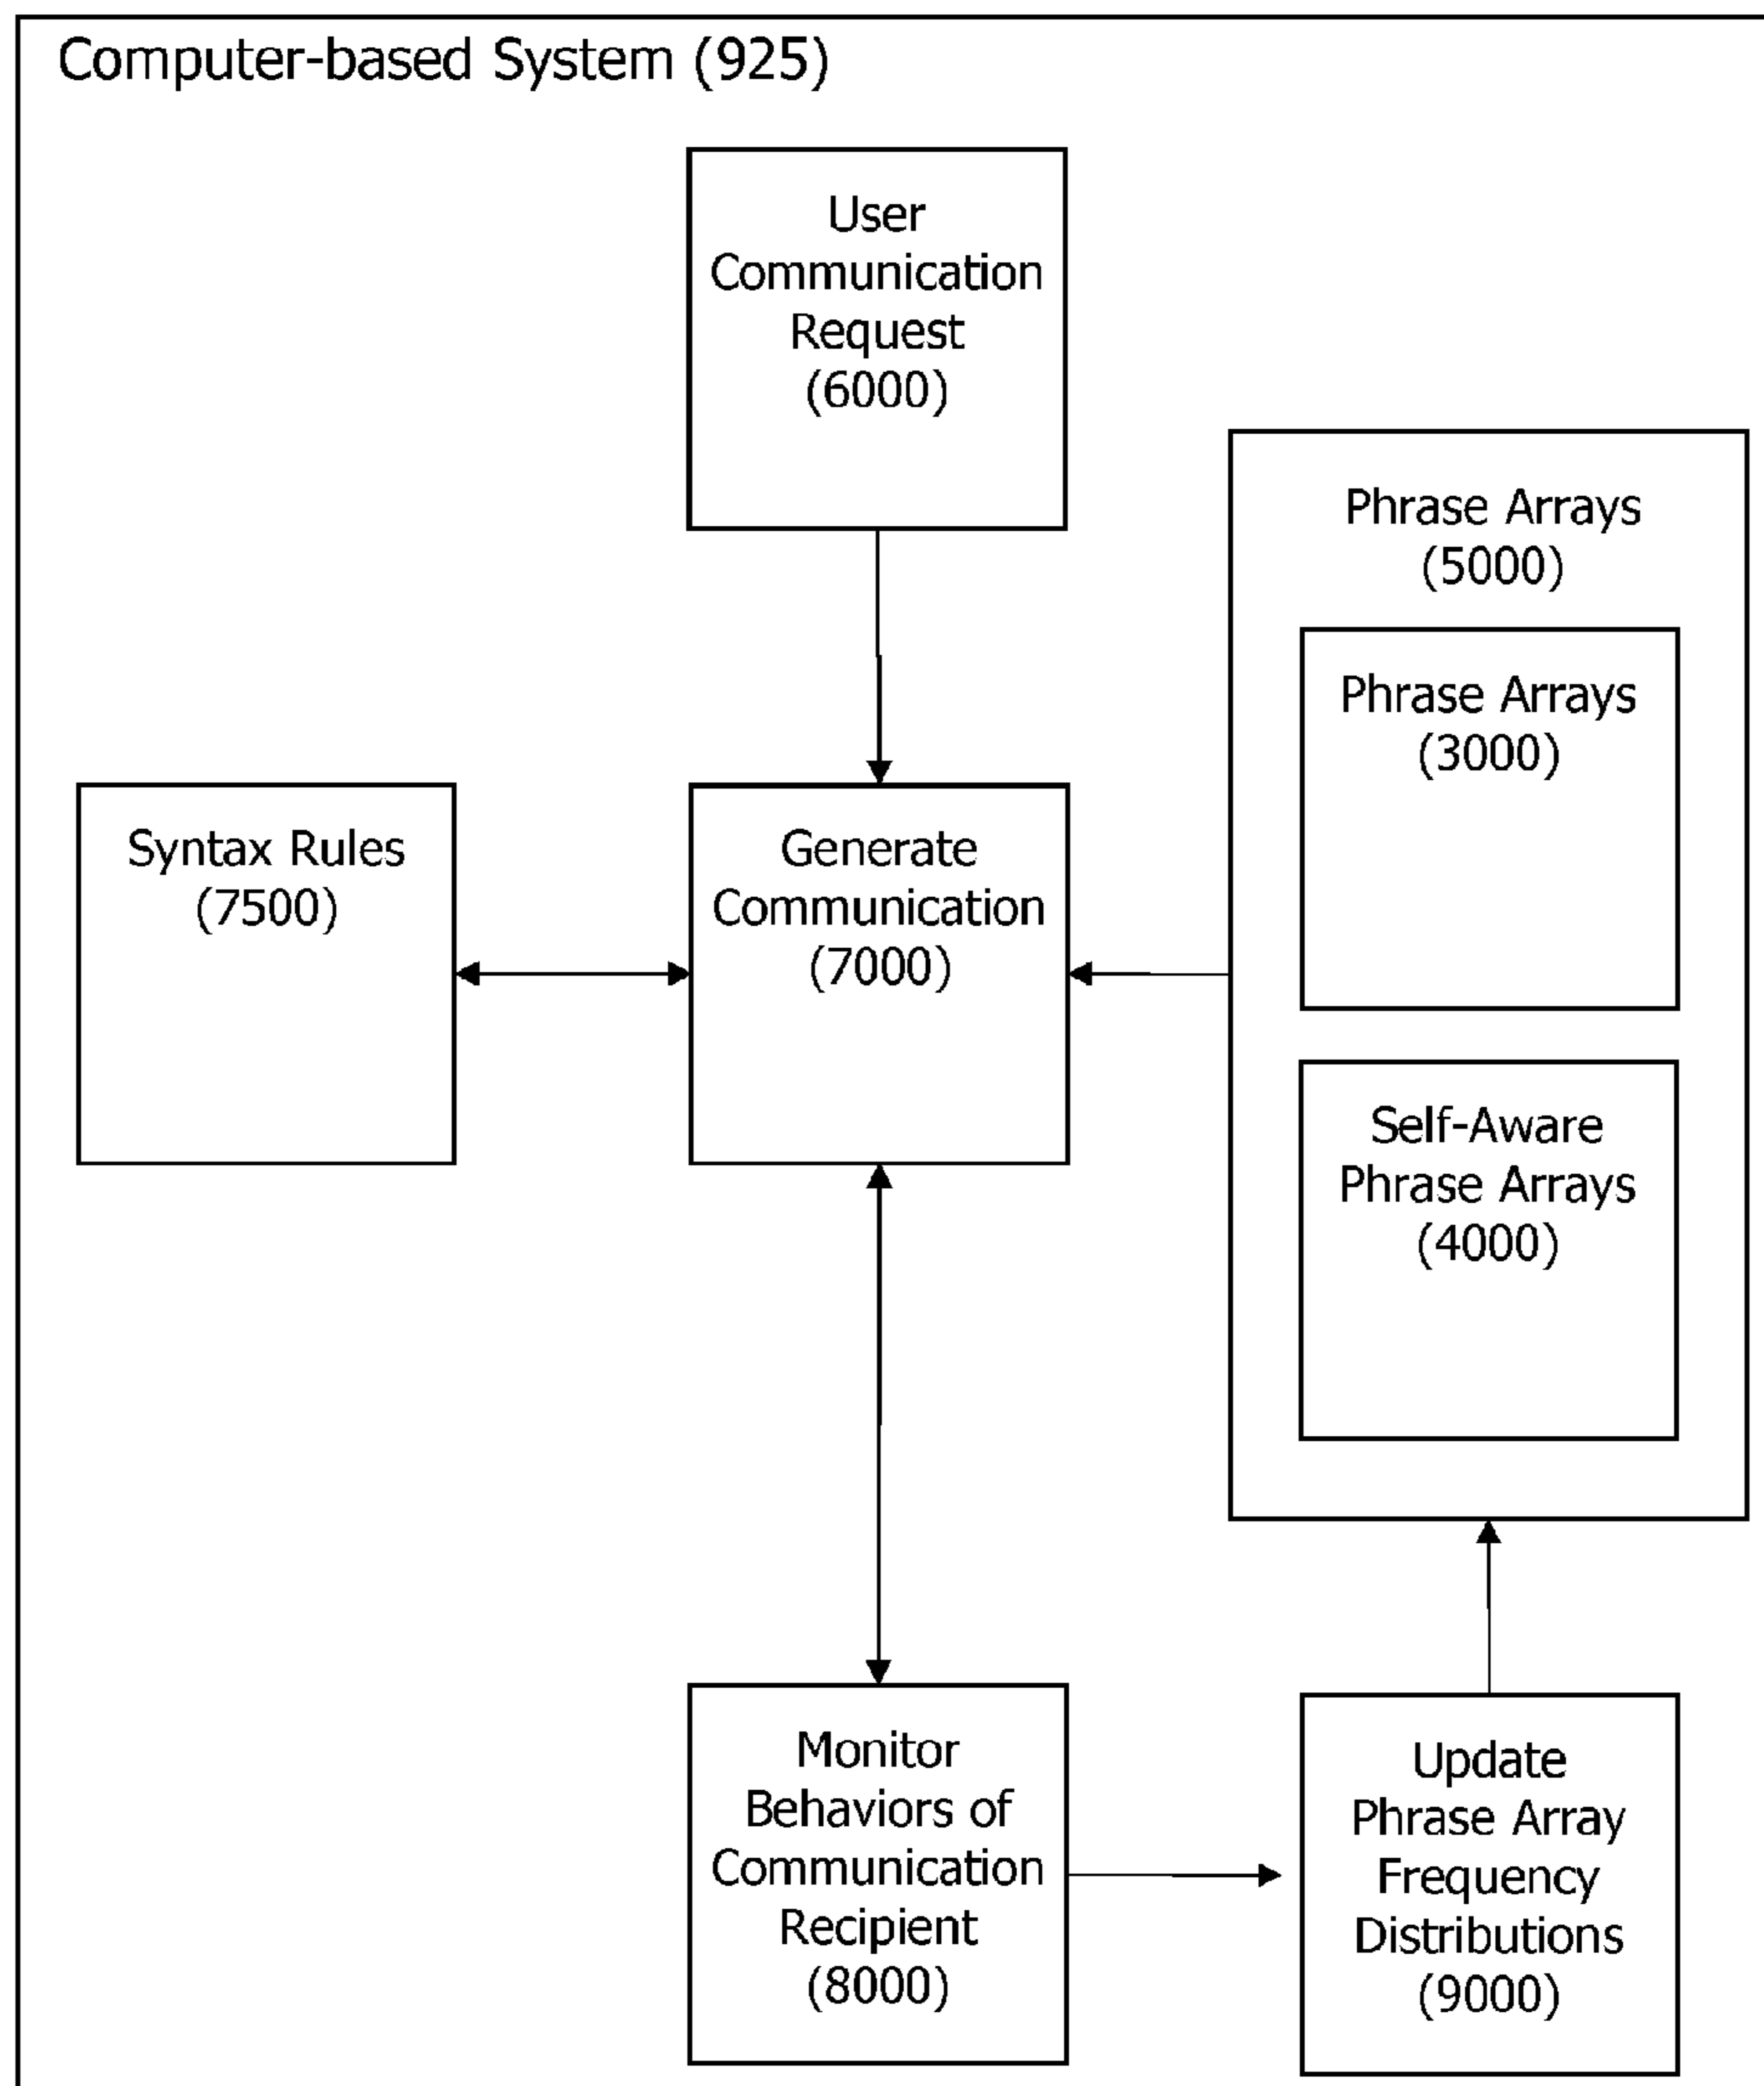 Computer-based System (925)
User
Communication
Request
(6000)
Phrase Arrays
(5000)
Phrase Arrays
(3000)
Syntax Rules
(7500)
Generate
Communication
(7000)
Self-Aware
Phrase Arrays
(4000)
Monitor
Behaviors of
Communication
Recipient
(8000)
Update
Phrase Array
Frequency
Distributions
(9000)